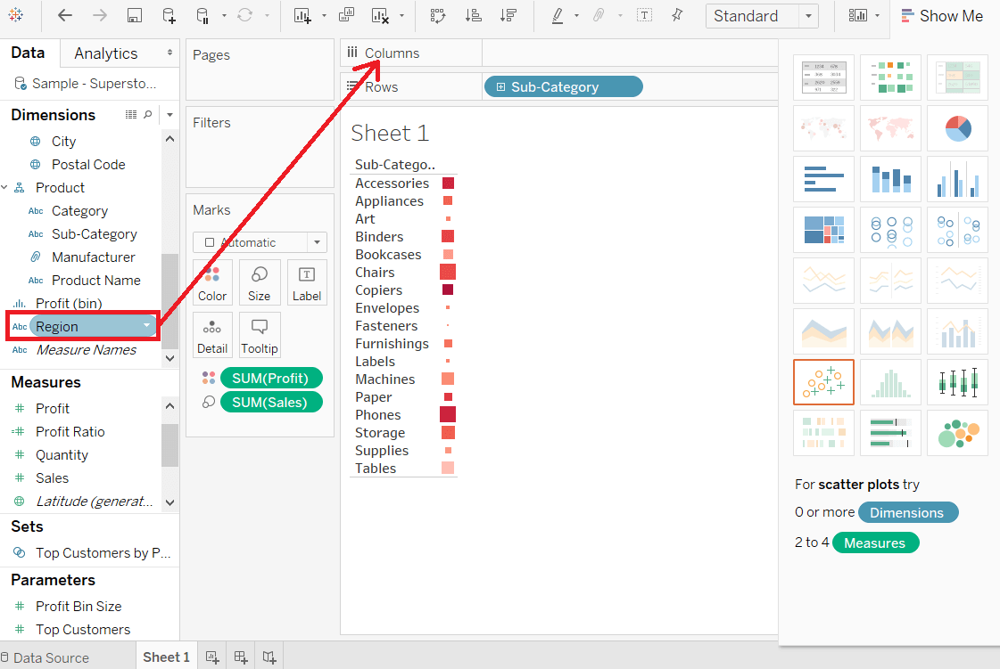 Standard
Show Me
Data
Analytics
Sample - Supersto...
Dimensions
City
Postal Code
Product
Abc Category
Abc Sub-Category
Manufacturer
Abc Product Name
Profit (bin)
Abc Region
Abc Measure Names
Measures
Profit
Profit Ratio
Quantity
Sales
Latitude (generat...
Sets
Top Customers by P...
Parameters
Profit Bin Size
Top Customers
Pages
Filters
Marks
Automatic
Color
Size
T
Label
Detail
Tooltip
SUM(Profit)
SUM(Sales)
Columns
Rows
Sub-Category
Sheet 1
Sub-Catego..
Accessories
Appliances
Art
Binders
Bookcases
Chairs
Copiers
Envelopes
Fasteners
Furnishings
Labels
Machines
Paper
Phones
Storage
Supplies
Tables
For scatter plots try
0 or more Dimensions
2 to 4 Measures
Data Source
Sheet 1